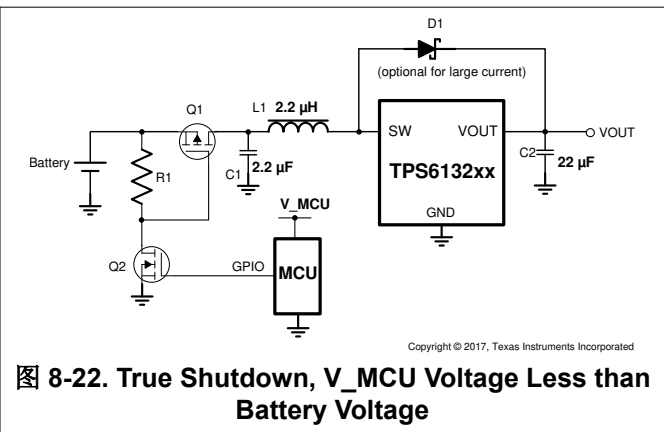 D1
(optional for large current)
Q1
L1 2.2 µH
SW VOUT
VOUT
Battery
R1
C1 2.2 µF
TPS6132xx
C2 22 µF
V_MCU
GND
Q2
GPIO
MCU
Copyright © 2017, Texas Instruments Incorporated
图 8-22. True Shutdown, V_MCU Voltage Less than
Battery Voltage